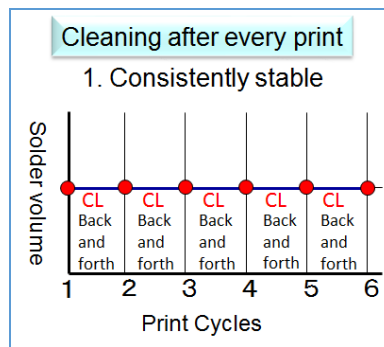 Cleaning after every print
1. Consistently stable
Solder volume
CL CL CL CL CL
Back Back Back Back Back
and and and and and
forth forth forth forth forth
1 2 3 4 5 6
Print Cycles